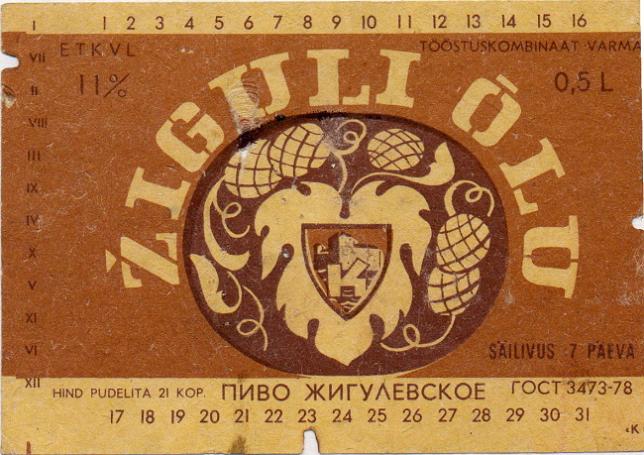 1 2 3 4 5 6 7 8 9 10 11 12 13 14 15 16
I
VII
II
VIII
III
IX
IV
X
V
XI
VI
XII
ETKVL
11%
TÖÖSTUSKOMBINAAT VARMA
0,5 L
ŽIGULI ÕLU
SÄILIVUS 7 PÄEVA
HIND PUDELITA 21 KOP. ПИВО ЖИГУЛЕВСКОЕ ГОСТ 3473-78
17 18 19 20 21 22 23 24 25 26 27 28 29 30 31